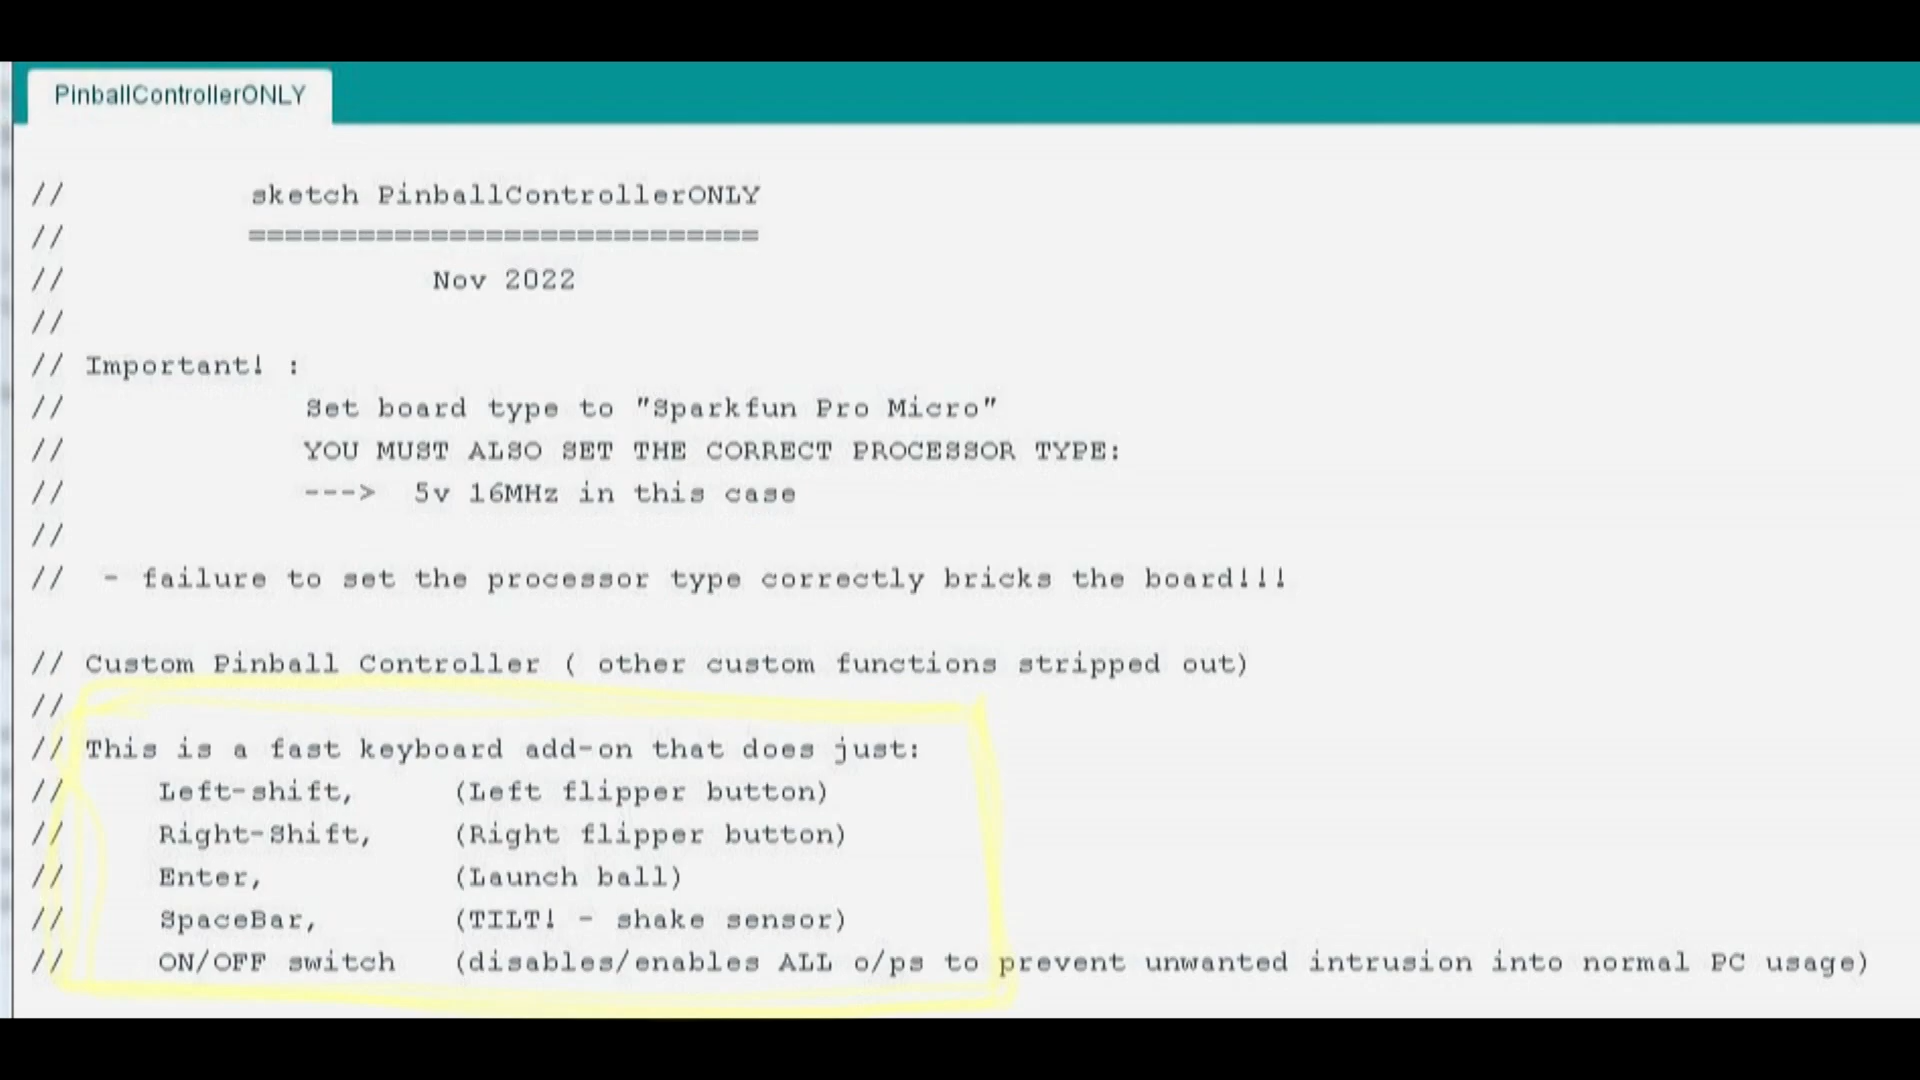 PinballControllerONLY
// sketch PinballControllerONLY
// ============================
// Nov 2022
//
// Important! :
// Set board type to "Sparkfun Pro Micro"
// YOU MUST ALSO SET THE CORRECT PROCESSOR TYPE:
// ---> 5v 16MHz in this case
//
// - failure to set the processor type correctly bricks the board!!!
// Custom Pinball Controller ( other custom functions stripped out)
//
// This is a fast keyboard add-on that does just:
// Left-shift, (Left flipper button)
// Right-Shift, (Right flipper button)
// Enter, (Launch ball)
// SpaceBar, (TILT! - shake sensor)
// ON/OFF switch (disables/enables ALL o/ps to prevent unwanted intrusion into normal PC usage)